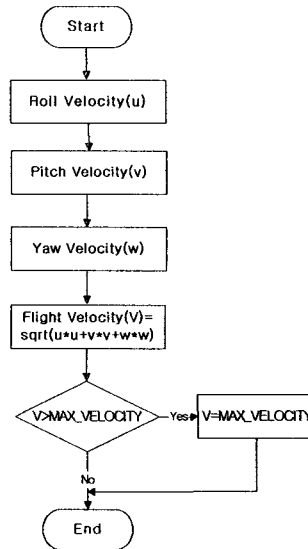 Start
Roll Velocity(u)
Pitch Velocity(v)
Yaw Velocity(w)
Flight Velocity(V)=
sqrt(u*u+v*v+w*w)
V>MAX_VELOCITY
Yes
V=MAX_VELOCITY
No
End